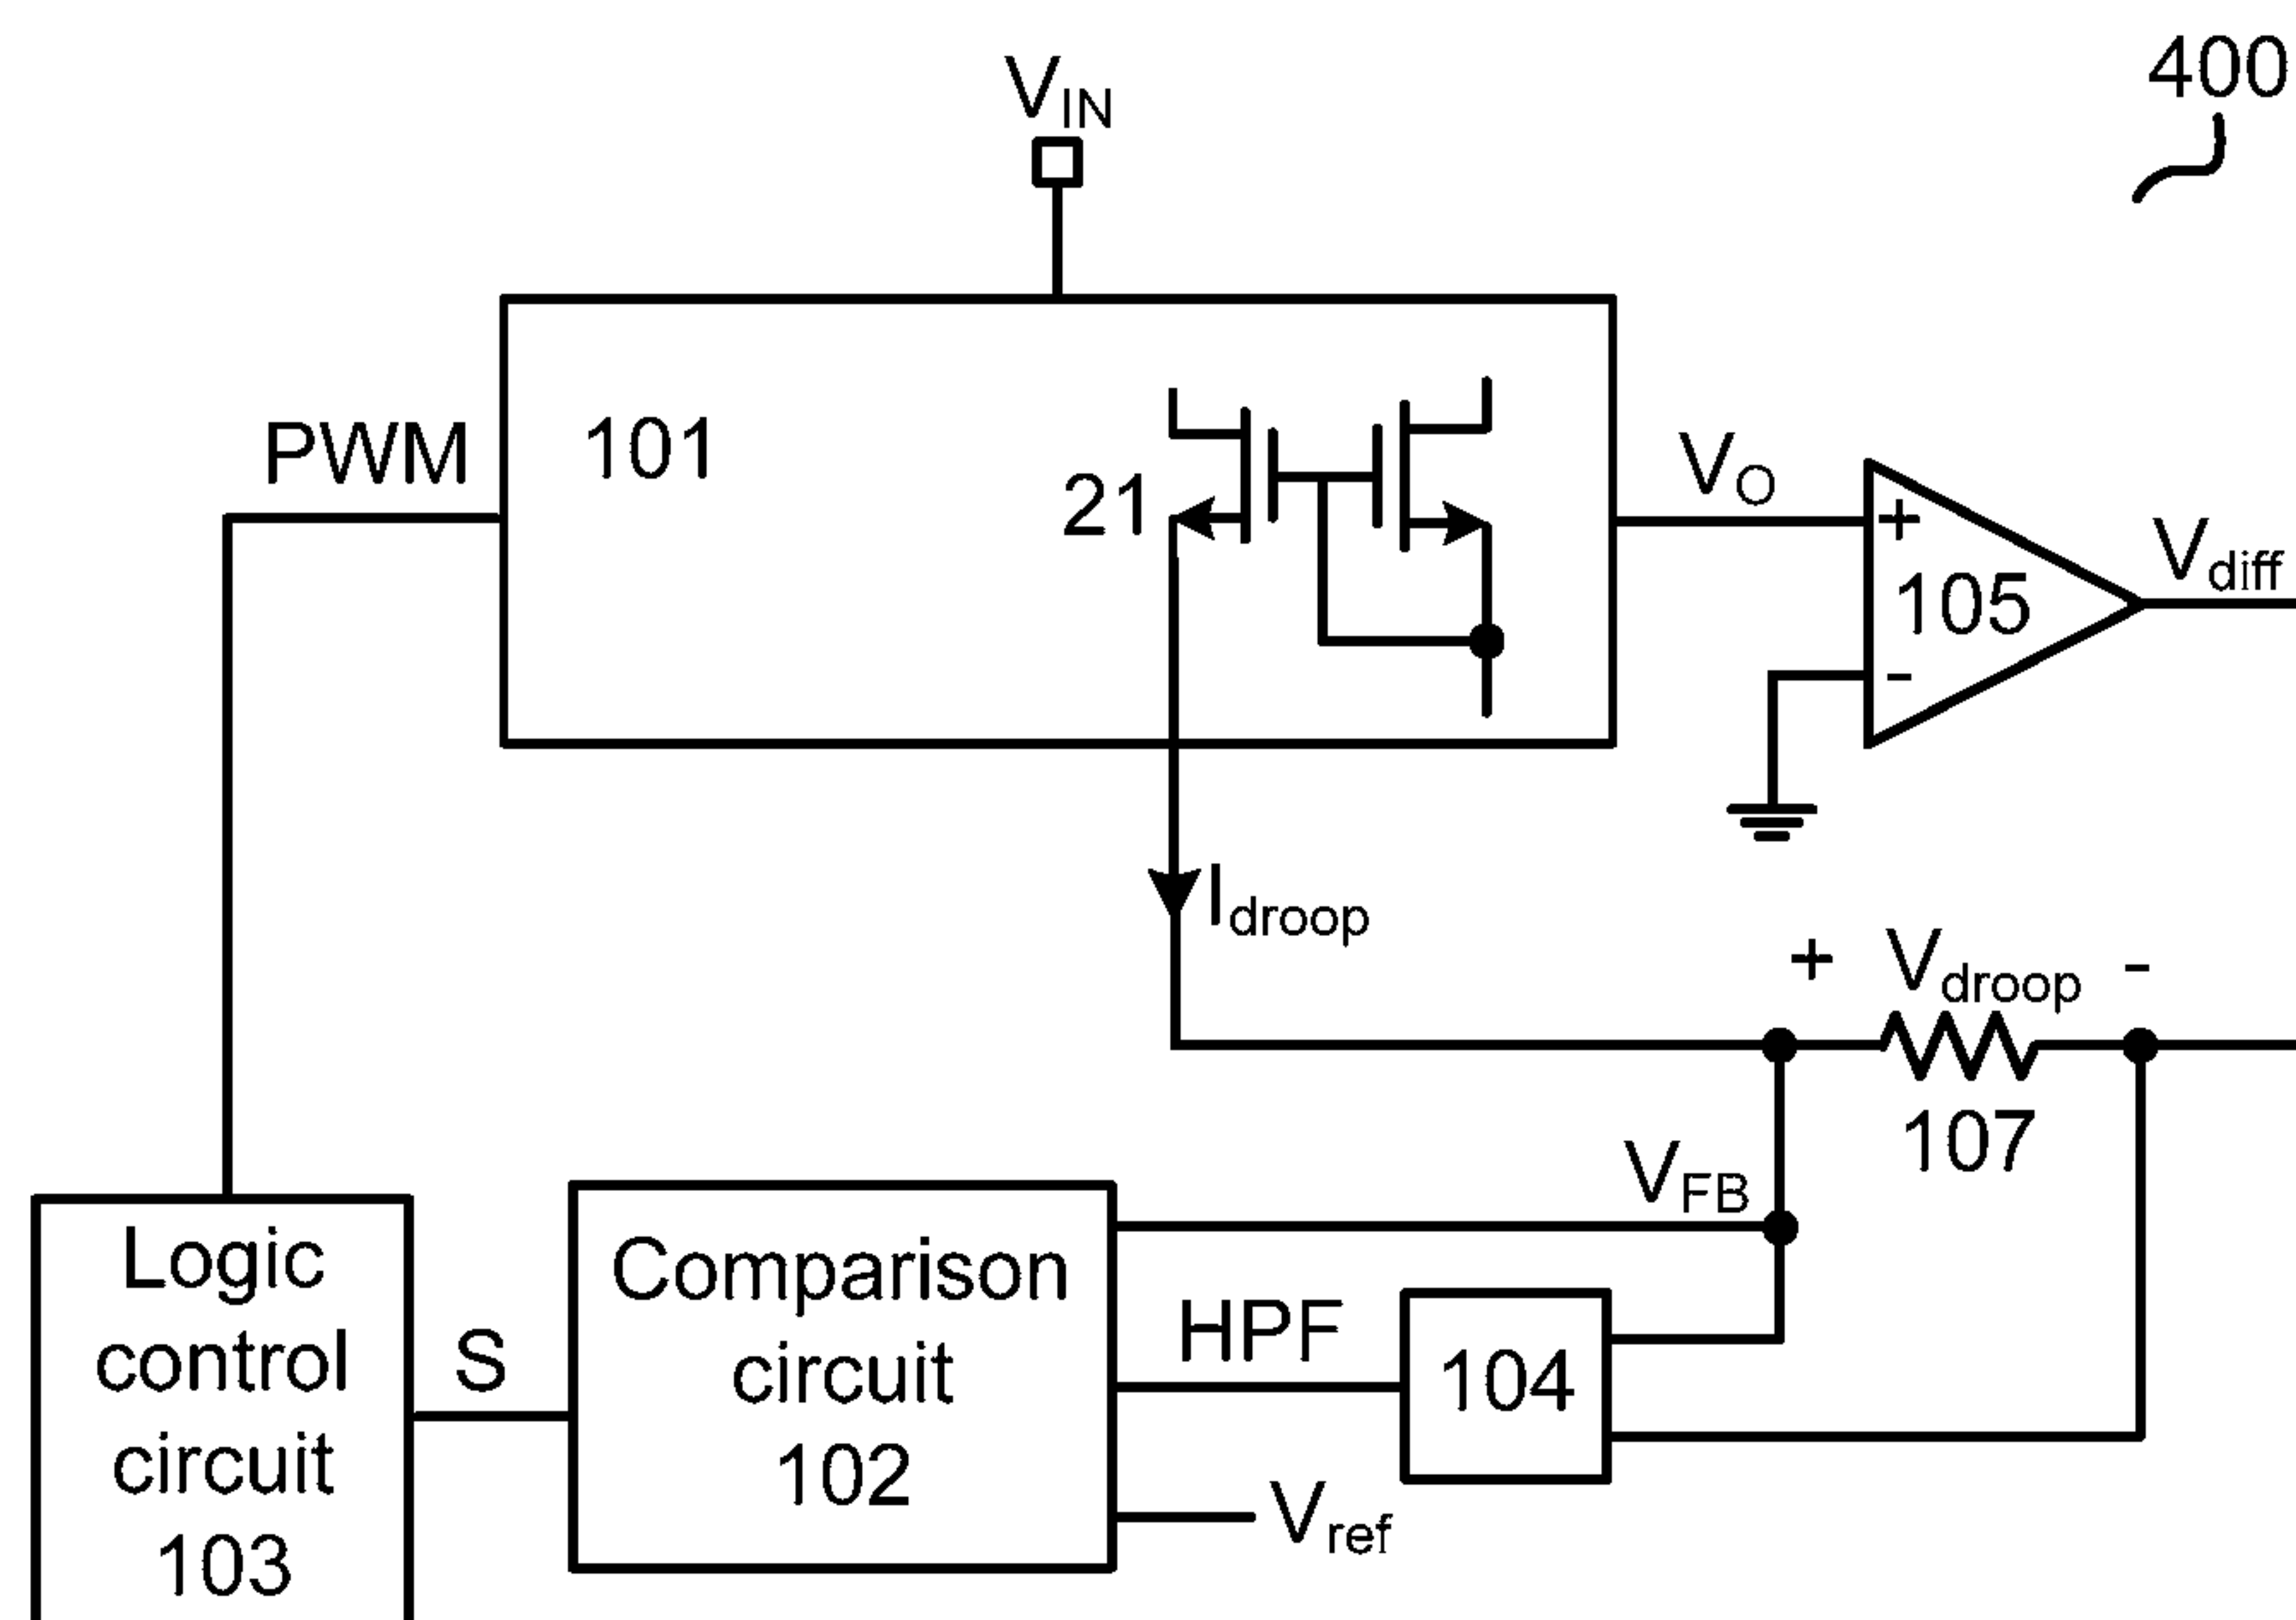 400
VIN
PWM
101
21
VO
+
105
-
Vdiff
Idroop
+ Vdroop -
107
VFB
Logic
control
circuit
103
S
Comparison
circuit
102
HPF
104
Vref